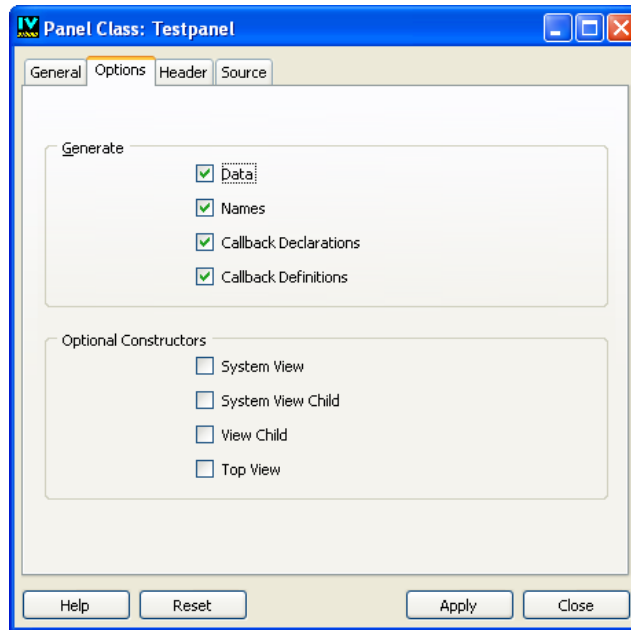 IV Panel Class: Testpanel
General Options Header Source
Generate
Data
Names
Callback Declarations
Callback Definitions
Optional Constructors
System View
System View Child
View Child
Top View
Help Reset Apply Close